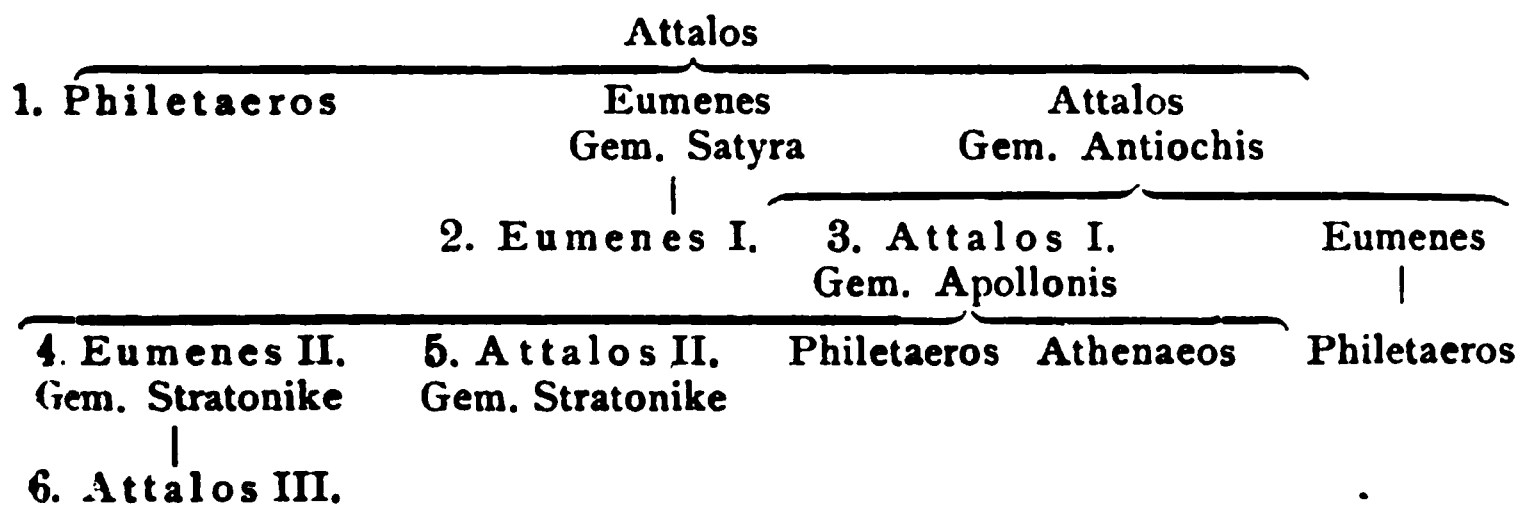 Attalos
1. Philetaeros Eumenes Attalos
Gem. Satyra Gem. Antiochis
2. Eumenes I. 3. Attalos I. Eumenes
Gem. Apollonis
4. Eumenes II. 5. Attalos II. Philetaeros Athenaeos Philetaeros
Gem. Stratonike Gem. Stratonike
6. Attalos III.